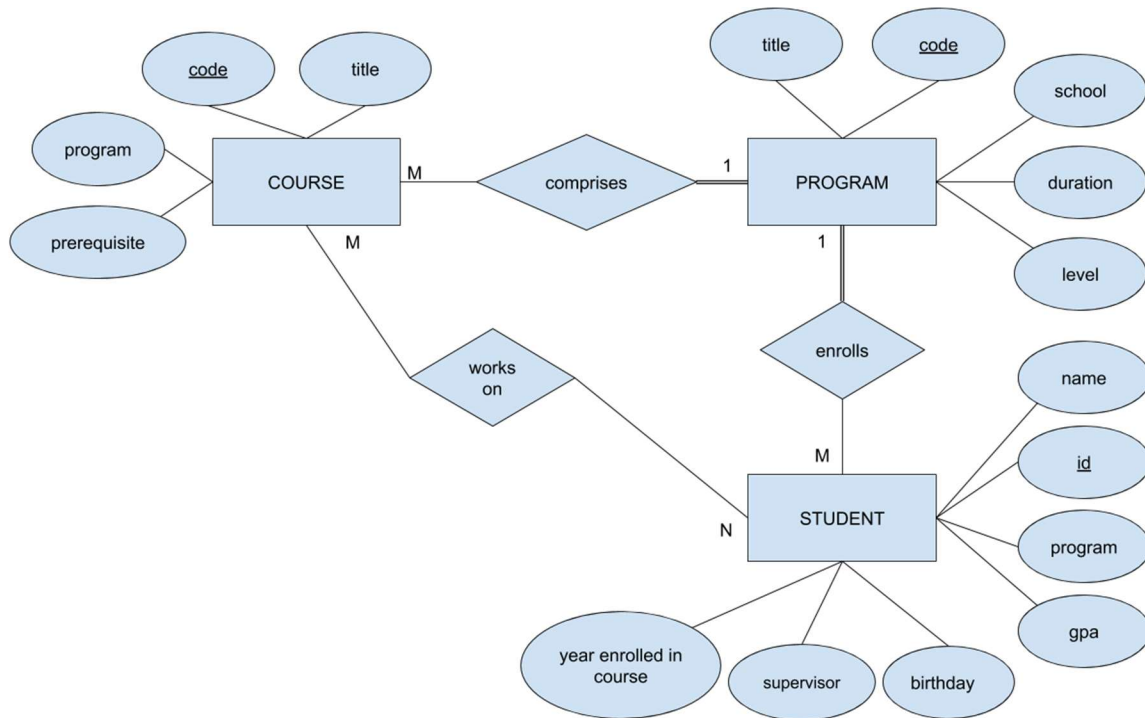 code
title
title
code
program
school
COURSE
M
comprises
1
PROGRAM
duration
prerequisite
M
1
level
works
on
enrolls
name
M
id
N
STUDENT
program
gpa
year enrolled in
course
supervisor
birthday